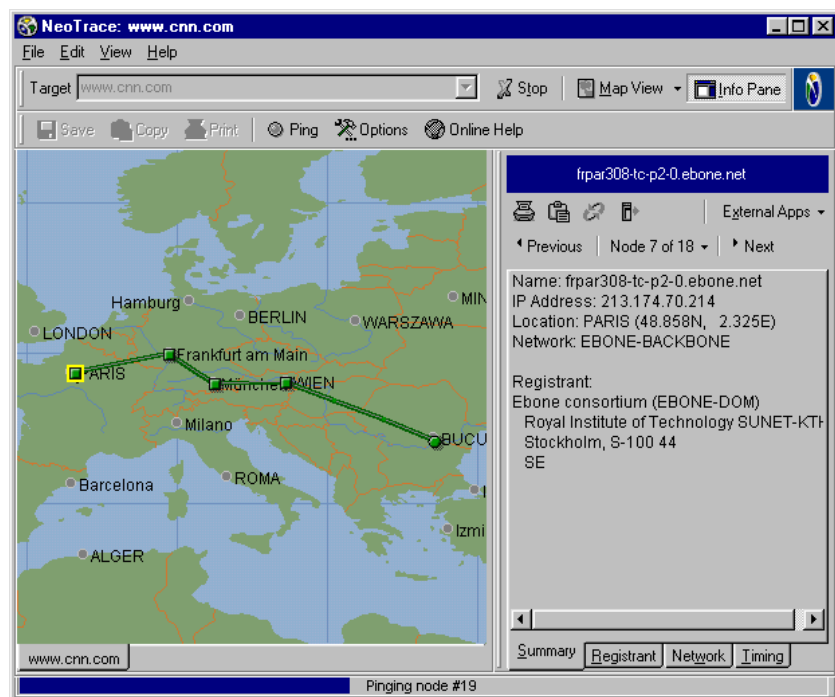 NeoTrace: www.cnn.com
File Edit View Help
Target www.cnn.com Stop Map View Info Pane
Save Copy Print Ping Options Online Help
frpar308-tc-p2-0.ebone.net
External Apps
Previous Node 7 of 18 Next
Name: frpar308-tc-p2-0.ebone.net
IP Address: 213.174.70.214
Location: PARIS (48.858N, 2.325E)
Network: EBONE-BACKBONE
Registrant:
Ebone consortium (EBONE-DOM)
Royal Institute of Technology SUNET-KTH
Stockholm, S-100 44
SE
Hamburg
BERLIN
MIN
LONDON
WARSZAWA
Frankfurt am Main
ARIS
München
WIEN
Milano
BUCU
ROMA
Barcelona
I
Izmi
ALGER
www.cnn.com
Summary Registrant Network Timing
Pinging node #19